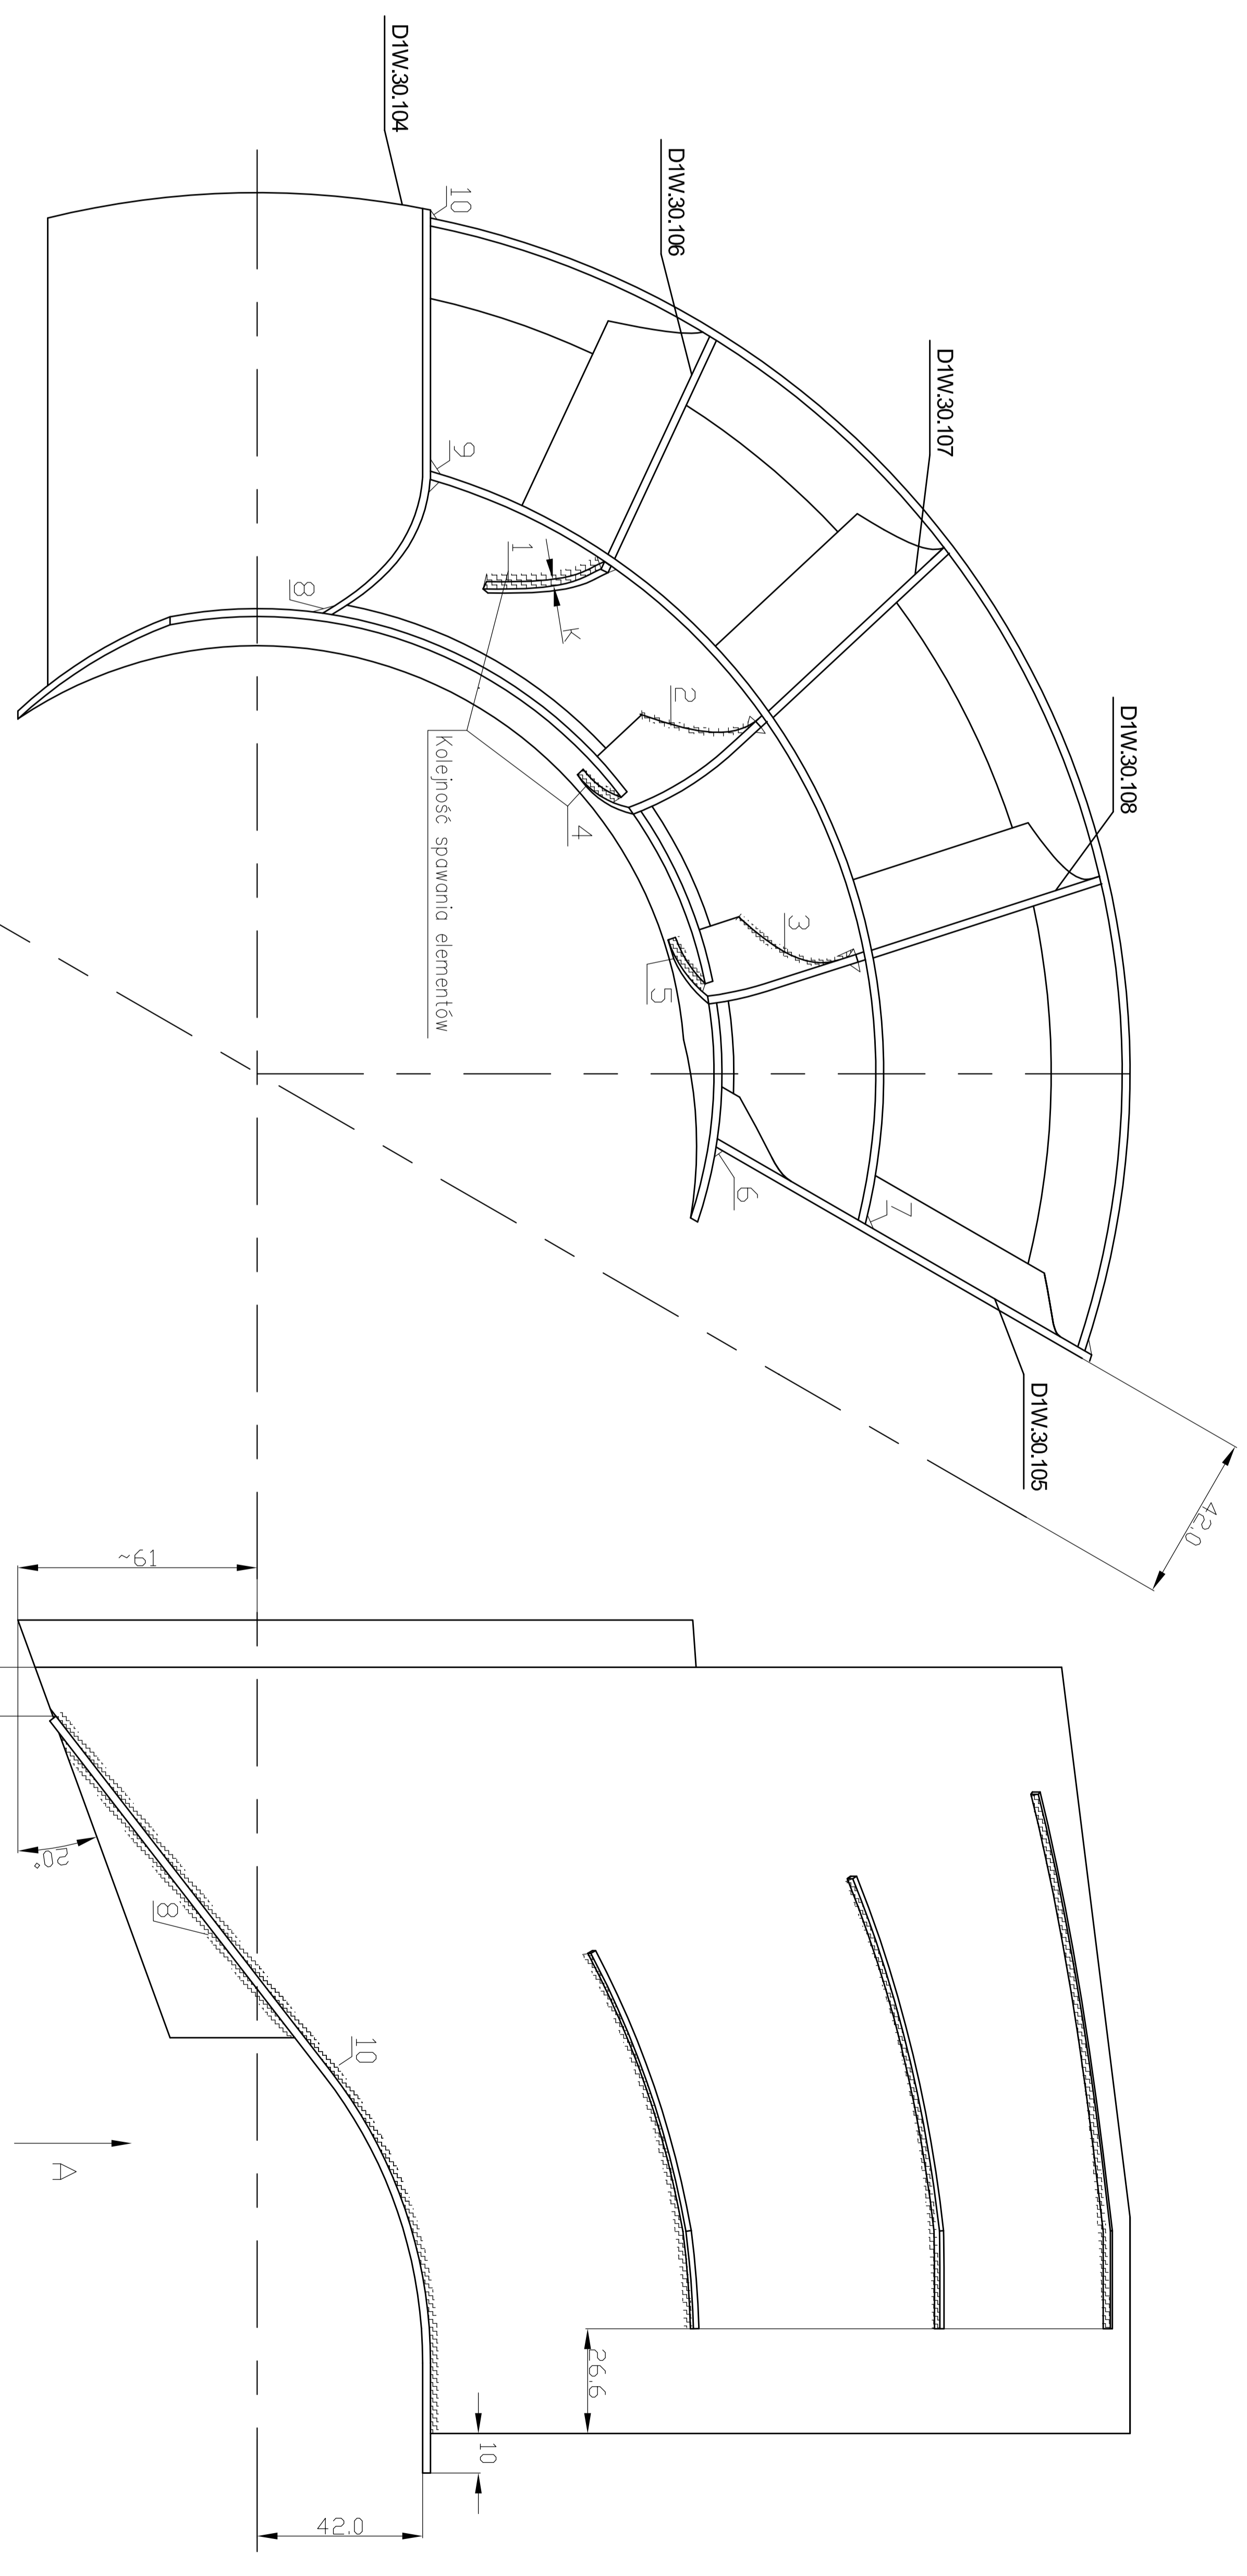 D1W.30.104
D1W.30.106
D1W.30.107
D1W.30.108
D1W.30.105
10
9
8
1
K
2
3
4
5
6
7
Kolejność spawania elementów
42.0
~61
20°
8
10
A
26.6
10
42.0